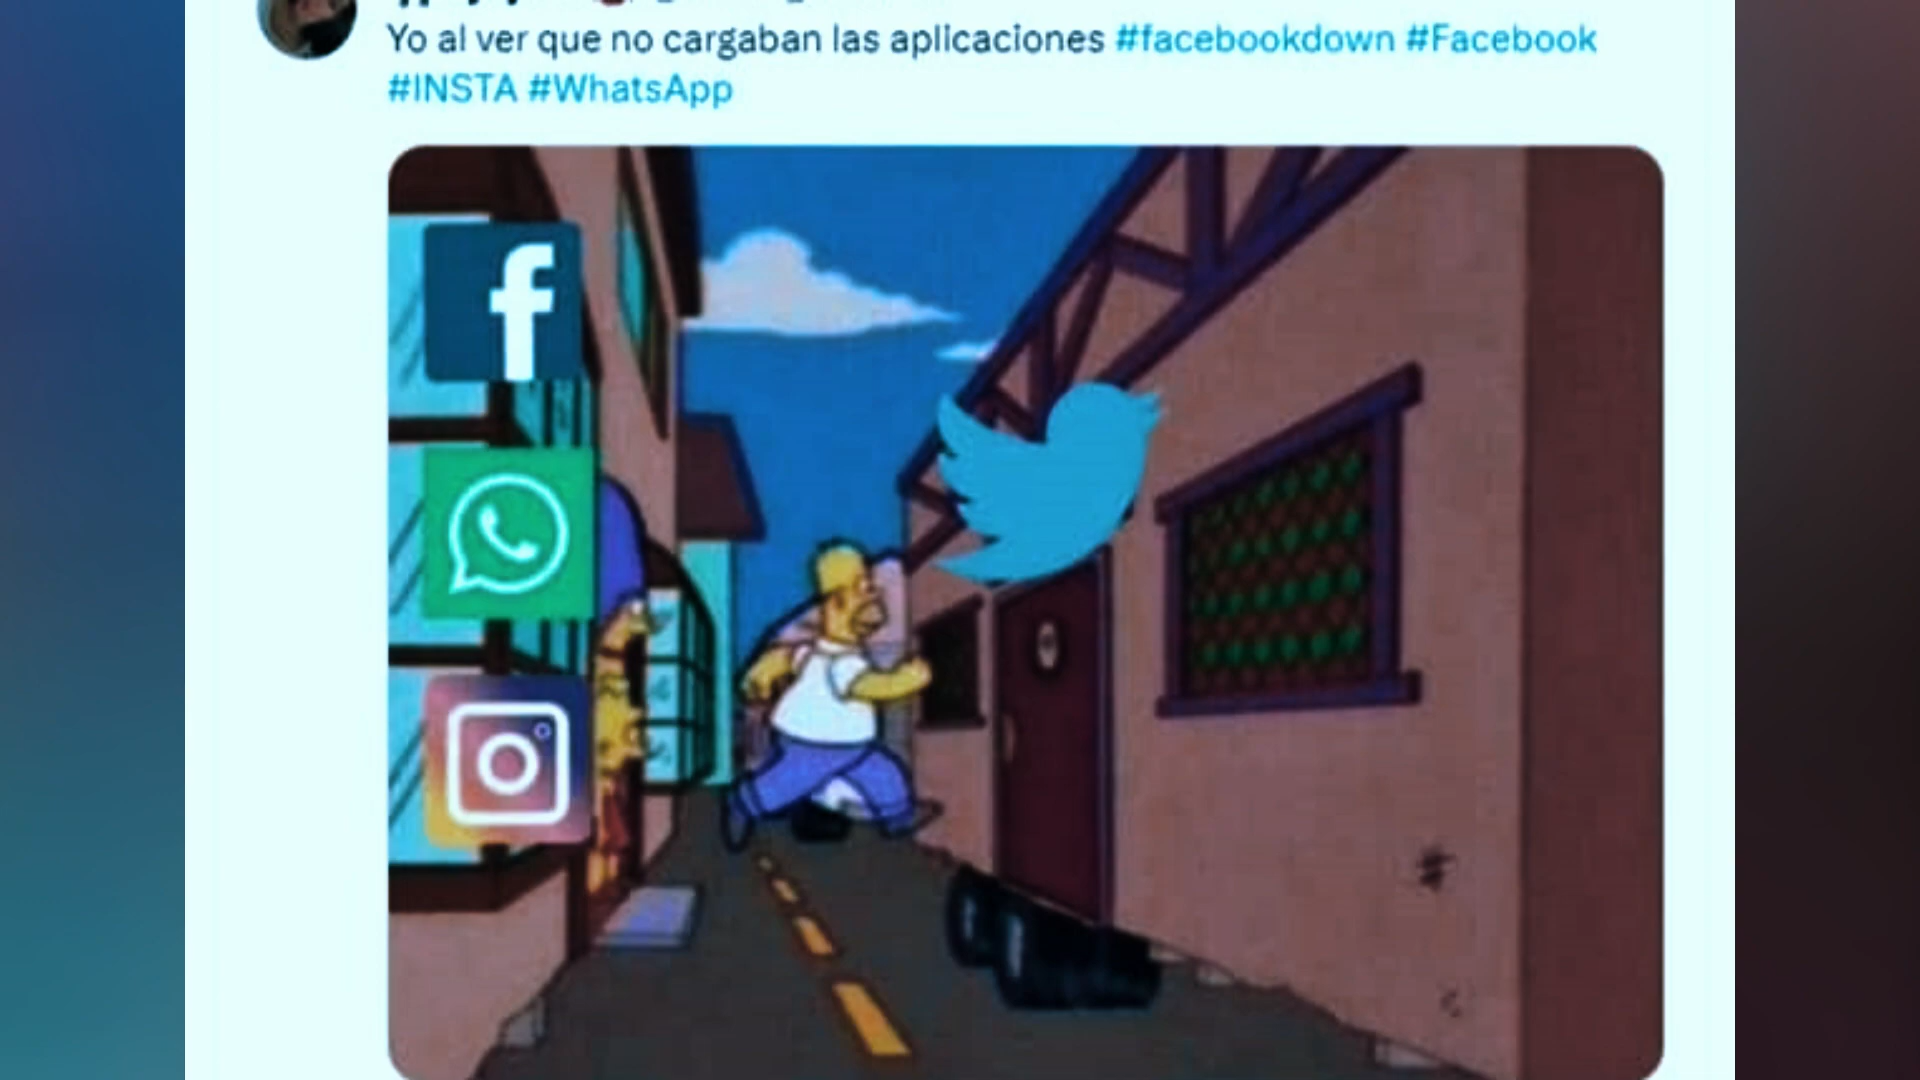 Yo al ver que no cargaban las aplicaciones #facebookdown #Facebook
#INSTA #WhatsApp